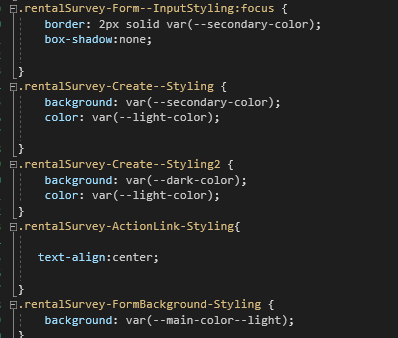 .rentalSurvey-Form--InputStyling:focus {
border: 2px solid var(--secondary-color);
box-shadow:none;
}
.rentalSurvey-Create--Styling {
background: var(--secondary-color);
color: var(--light-color);
}
.rentalSurvey-Create--Styling2 {
background: var(--dark-color);
color: var(--light-color);
}
.rentalSurvey-ActionLink-Styling{
text-align:center;
}
.rentalSurvey-FormBackground-Styling {
background: var(--main-color--light);
}